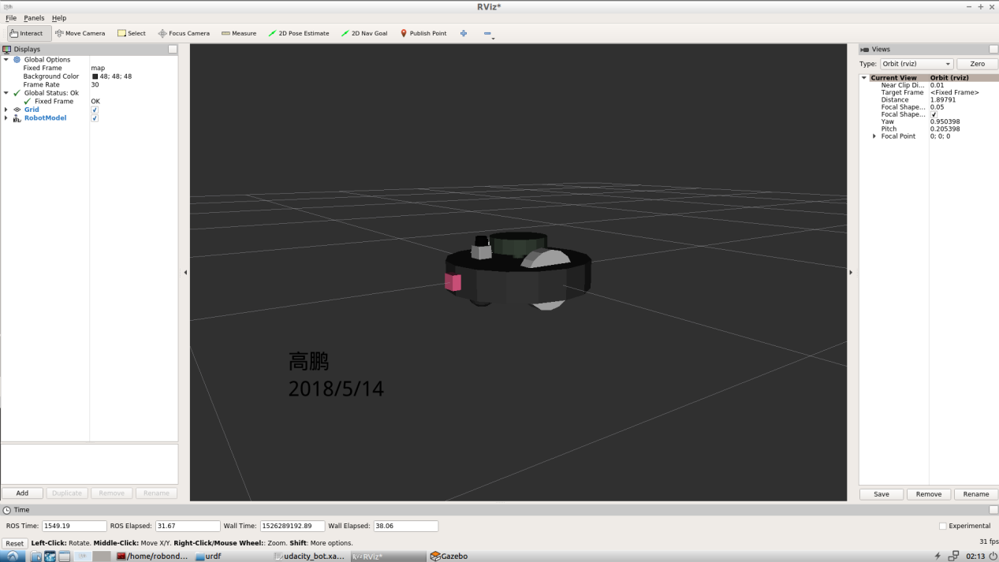 RViz*
File Panels Help
Interact Move Camera Select Focus Camera Measure 2D Pose Estimate 2D Nav Goal Publish Point
Displays
Global Options
Fixed Frame map
Background Color 48; 48; 48
Frame Rate 30
Global Status: Ok
Fixed Frame OK
Grid
RobotModel
Add Duplicate Remove Rename
高鹏
2018/5/14
Views
Type: Orbit (rviz) Zero
Current View Orbit (rviz)
Near Clip Di... 0.01
Target Frame <Fixed Frame>
Distance 1.89791
Focal Shape... 0.05
Focal Shape...
Yaw 0.950398
Pitch 0.205398
Focal Point 0; 0; 0
Save Remove Rename
Time
ROS Time: 1549.19 ROS Elapsed: 31.67 Wall Time: 1526289192.89 Wall Elapsed: 38.06 Experimental
Reset Left-Click: Rotate. Middle-Click: Move X/Y. Right-Click/Mouse Wheel:: Zoom. Shift: More options. 31 fps
/home/robond... urdf udacity_bot.xa... RViz* Gazebo 02:13